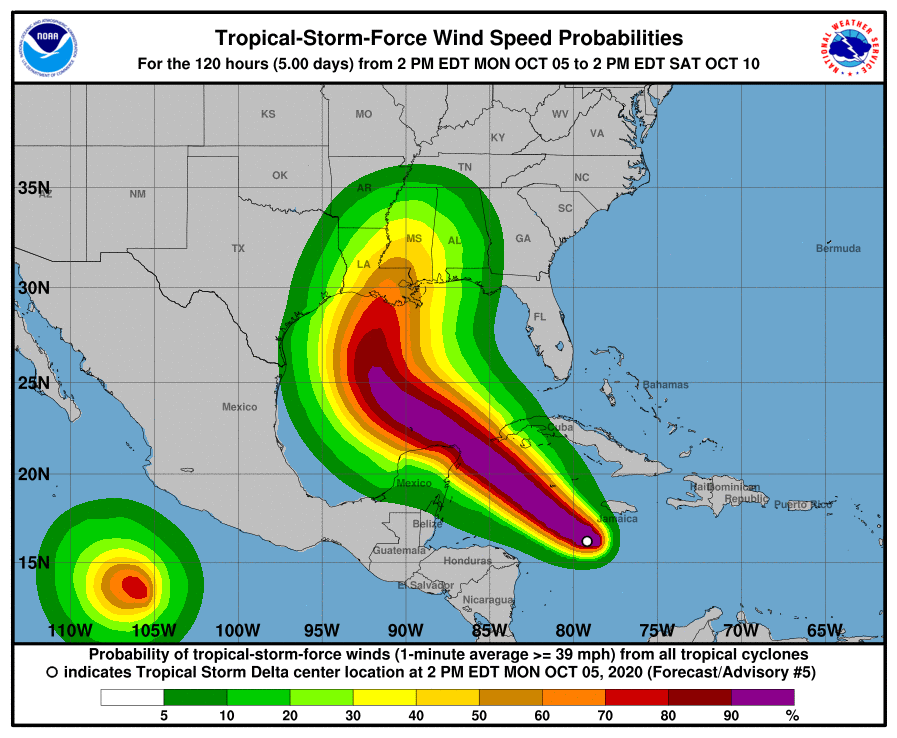 NOAA
Tropical-Storm-Force Wind Speed Probabilities
For the 120 hours (5.00 days) from 2 PM EDT MON OCT 05 to 2 PM EDT SAT OCT 10
NATIONAL WEATHER SERVICE
KS
MO
WV
VA
KY
OK
TN
NC
35N
AZ
NM
AR
SC
TX
MS
AL
GA
Bermuda
LA
30N
FL
25N
Bahamas
Mexico
Cuba
20N
Mexico
Haiti
Dominican
Republic
Puerto Rico
Jamaica
Belize
Guatemala
Honduras
15N
El Salvador
Nicaragua
110W 105W 100W 95W 90W 85W 80W 75W 70W 65W
Probability of tropical-storm-force winds (1-minute average >= 39 mph) from all tropical cyclones
indicates Tropical Storm Delta center location at 2 PM EDT MON OCT 05, 2020 (Forecast/Advisory #5)
5 10 20 30 40 50 60 70 80 90 %